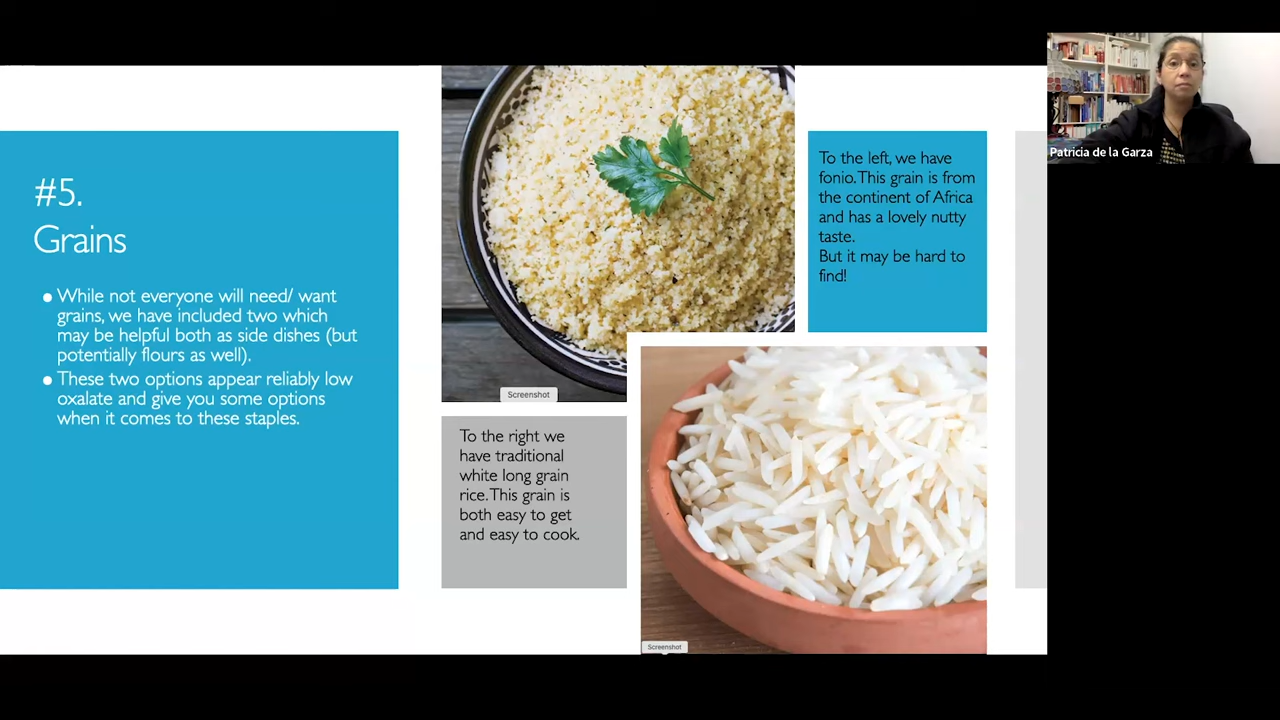 #5.
Grains
● While not everyone will need/ want
grains, we have included two which
may be helpful both as side dishes (but
potentially flours as well).
● These two options appear reliably low
oxalate and give you some options
when it comes to these staples.
Screenshot
To the right we
have traditional
white long grain
rice. This grain is
both easy to get
and easy to cook.
To the left, we have
fonio. This grain is from
the continent of Africa
and has a lovely nutty
taste.
But it may be hard to
find!
Screenshot
Patricia de la Garza